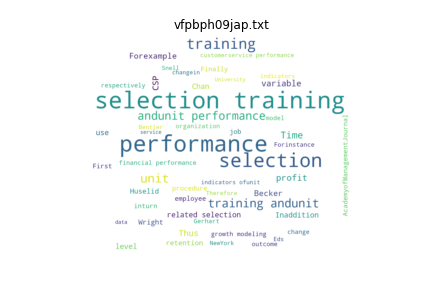 vfpbph09jap.txt
training
Forexample
customerservice performance
Snell
Finally
changein
indicators
University
respectively
CSP
Chan
variable
selection training
andunit performance
model
Bentler
organization
use
service
job
Time
performance
Forinstance
First
AcademyofManagementJournal
selection
financial performance
unit
indicators ofunit
profit
procedure
Huselid
Therefore
Becker
employee
inturn
training andunit
related selection
Inaddition
data
Wright
Gerhart
Thus
growth modeling
change
Eds
level
retention
NewYork
outcome